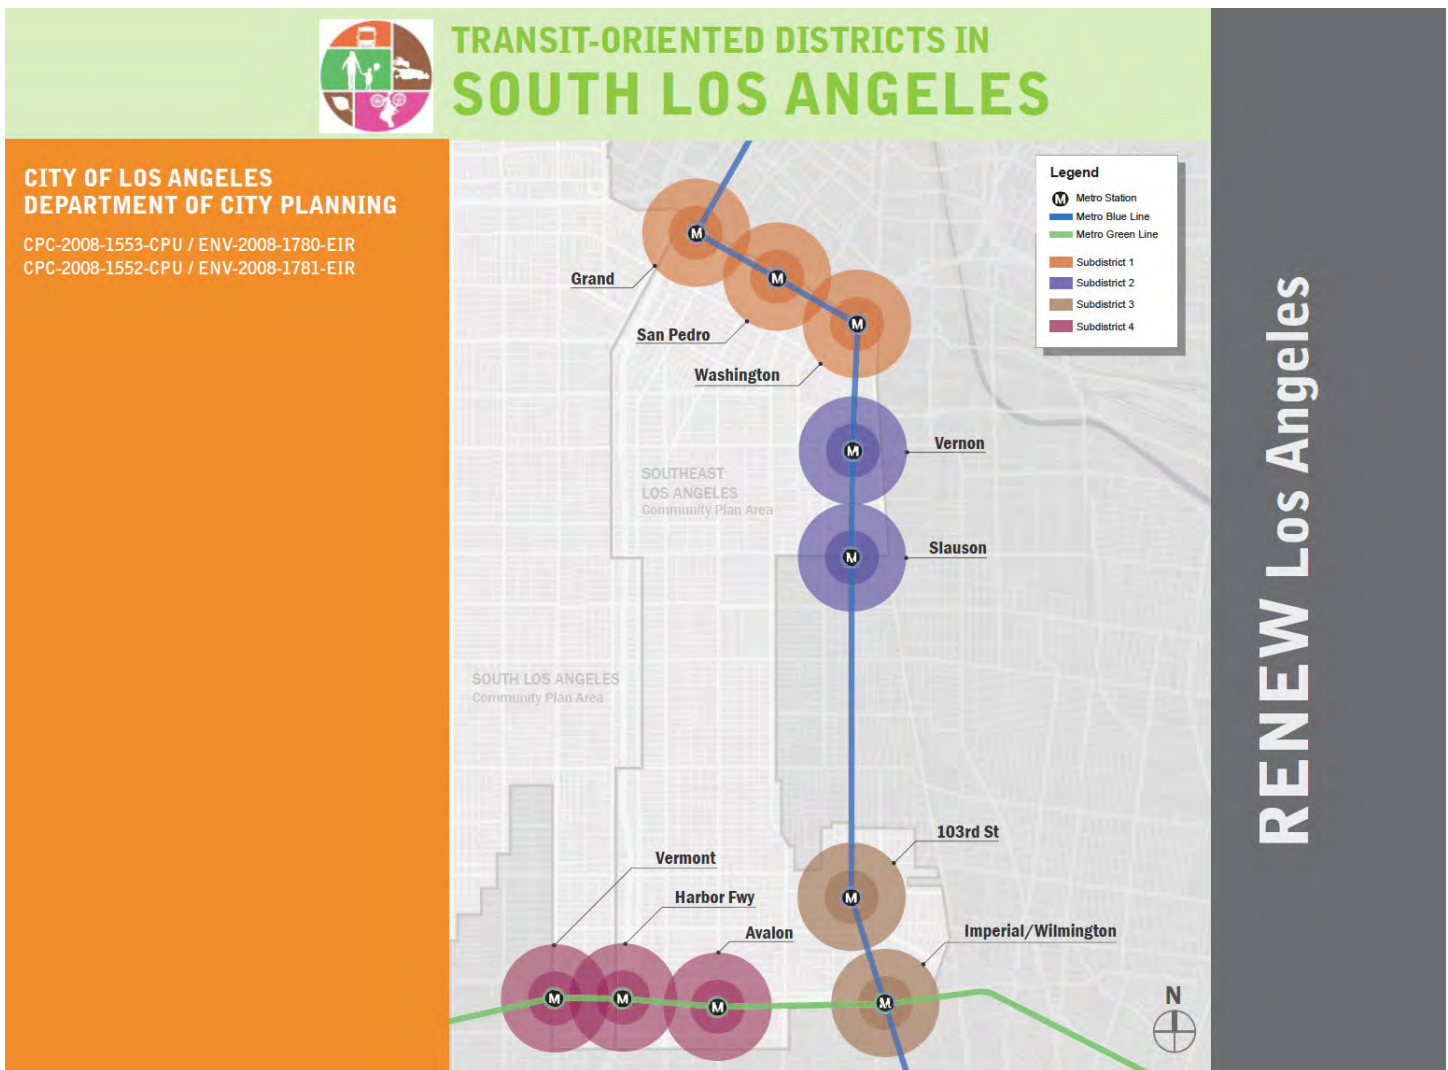 TRANSIT-ORIENTED DISTRICTS IN
SOUTH LOS ANGELES
CITY OF LOS ANGELES
DEPARTMENT OF CITY PLANNING
CPC-2008-1553-CPU / ENV-2008-1780-EIR
CPC-2008-1552-CPU / ENV-2008-1781-EIR
Legend
M Metro Station
Metro Blue Line
Metro Green Line
Subdistrict 1
Subdistrict 2
Subdistrict 3
Subdistrict 4
M
Grand
M
San Pedro
M
Washington
M
Vernon
SOUTHEAST
LOS ANGELES
Community Plan Area
M
Slauson
SOUTH LOS ANGELES
Community Plan Area
103rd St
M
Vermont
Harbor Fwy
Avalon
Imperial/Wilmington
M
M
M
M
N
RENEW Los Angeles